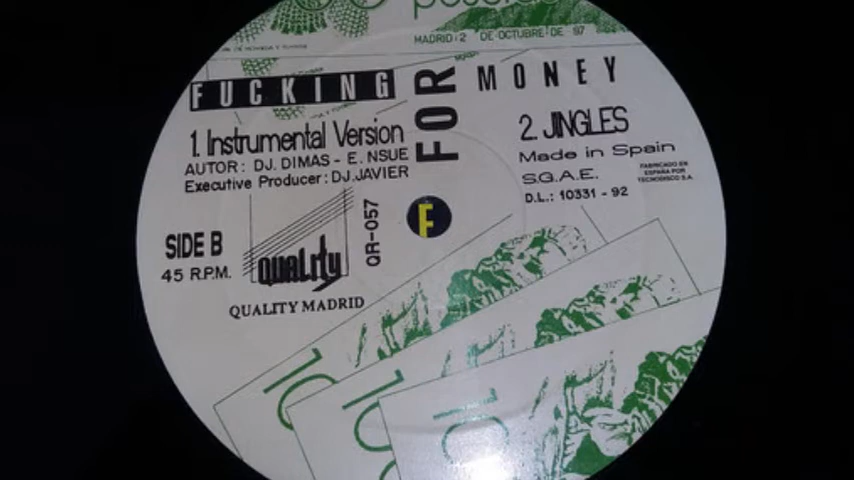 MADRID: 2 DE OCTUBRE DE 97
FUCKING
FOR
MONEY
1. Instrumental Version
AUTOR: DJ. DIMAS - E. NSUE
Executive Producer: DJ. JAVIER
2. JINGLES
Made in Spain
S.G.A.E.
D.L.: 10331 - 92
FABRICADO EN
ESPAÑA POR
TECNODISCO S.A.
SIDE B
45 R.P.M.
QUALITY
QUALITY MADRID
QR-057
F